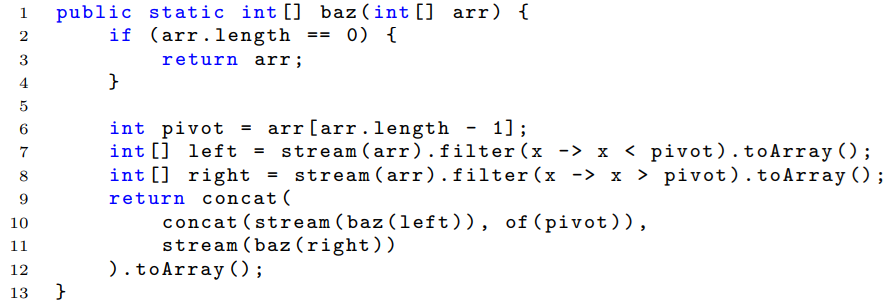 1 public static int[] baz(int[] arr) {
2 if (arr.length == 0) {
3 return arr;
4 }
5
6 int pivot = arr[arr.length - 1];
7 int[] left = stream(arr).filter(x -> x < pivot).toArray();
8 int[] right = stream(arr).filter(x -> x > pivot).toArray();
9 return concat(
10 concat(stream(baz(left)), of(pivot)),
11 stream(baz(right))
12 ).toArray();
13 }